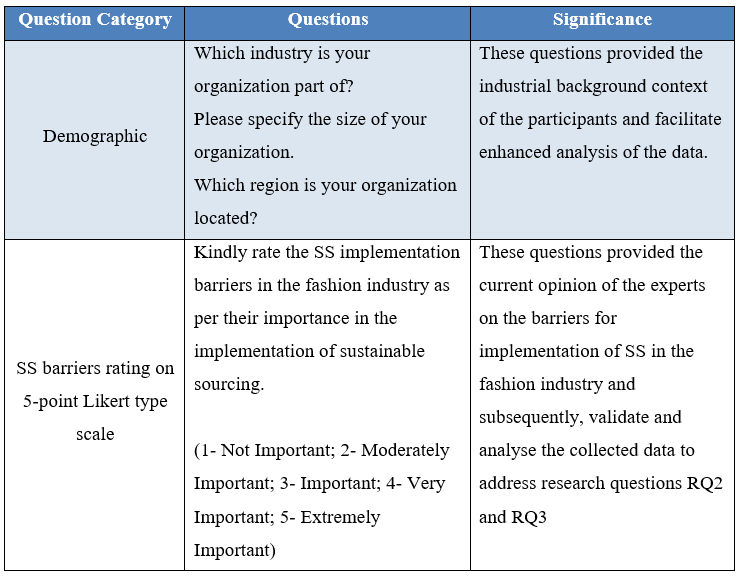 Question Category
Questions
Significance
Demographic
Which industry is your
organization part of?
Please specify the size of your
organization.
Which region is your organization
located?
These questions provided the
industrial background context
of the participants and facilitate
enhanced analysis of the data.
SS barriers rating on
5-point Likert type
scale
Kindly rate the SS implementation
barriers in the fashion industry as
per their importance in the
implementation of sustainable
sourcing.
(1- Not Important; 2- Moderately
Important; 3- Important; 4- Very
Important; 5- Extremely
Important)
These questions provided the
current opinion of the experts
on the barriers for
implementation of SS in the
fashion industry and
subsequently, validate and
analyse the collected data to
address research questions RQ2
and RQ3